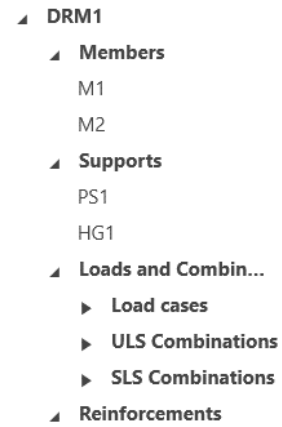 DRM1
Members
M1
M2
Supports
PS1
HG1
Loads and Combin...
Load cases
ULS Combinations
SLS Combinations
Reinforcements